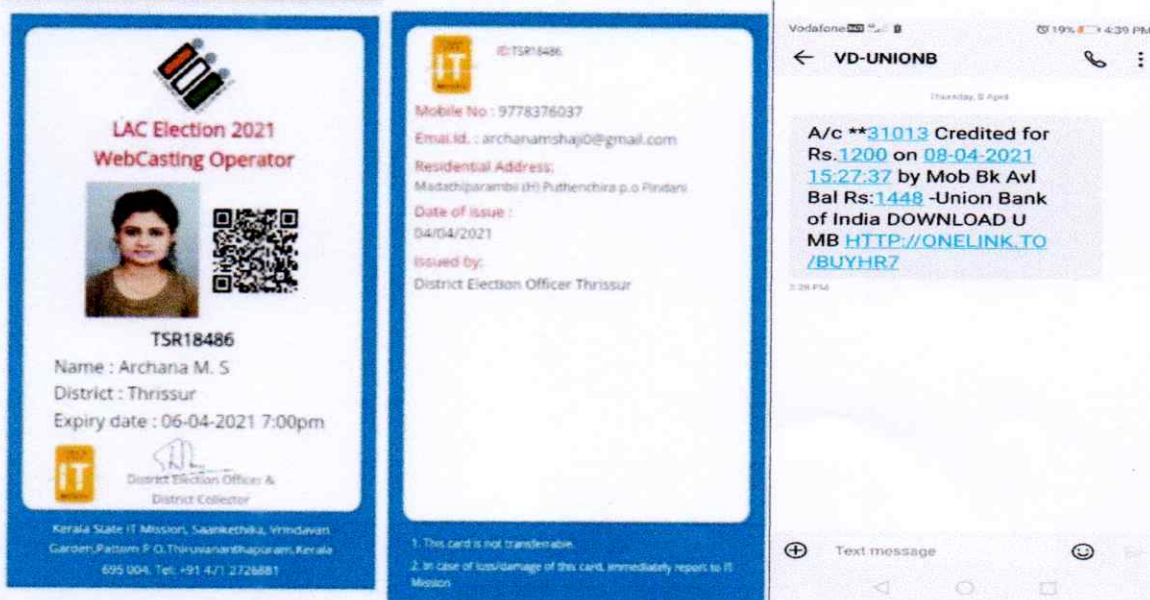 LAC Election 2021
WebCasting Operator
TSR18486
Name : Archana M. S
District : Thrissur
Expiry date : 06-04-2021 7:00pm
IT
District Election Officer &
District Collector
Kerala State IT Mission, Saankethika, Vrindavan
Garden,Pattom P O,Thiruvananthapuram,Kerala
695 004. Tel: +91 471 2726881
IT
ID:TSR18486
Mobile No : 9778376037
Email.Id. : archanamshaji0@gmail.com
Residential Address:
Madathiparambil (H) Puthenchira p.o Pindani
Date of issue :
04/04/2021
Issued by:
District Election Officer Thrissur
1. This card is not transferrable.
2. In case of loss/damage of this card, immediately report to IT
Mission
Vodafone 19% 4:39 PM
VD-UNIONB
Thursday, 8 April
A/c **31013 Credited for
Rs.1200 on 08-04-2021
15:27:37 by Mob Bk Avl
Bal Rs:1448 -Union Bank
of India DOWNLOAD U
MB HTTP://ONELINK.TO
/BUYHR7
3:28 PM
Text message